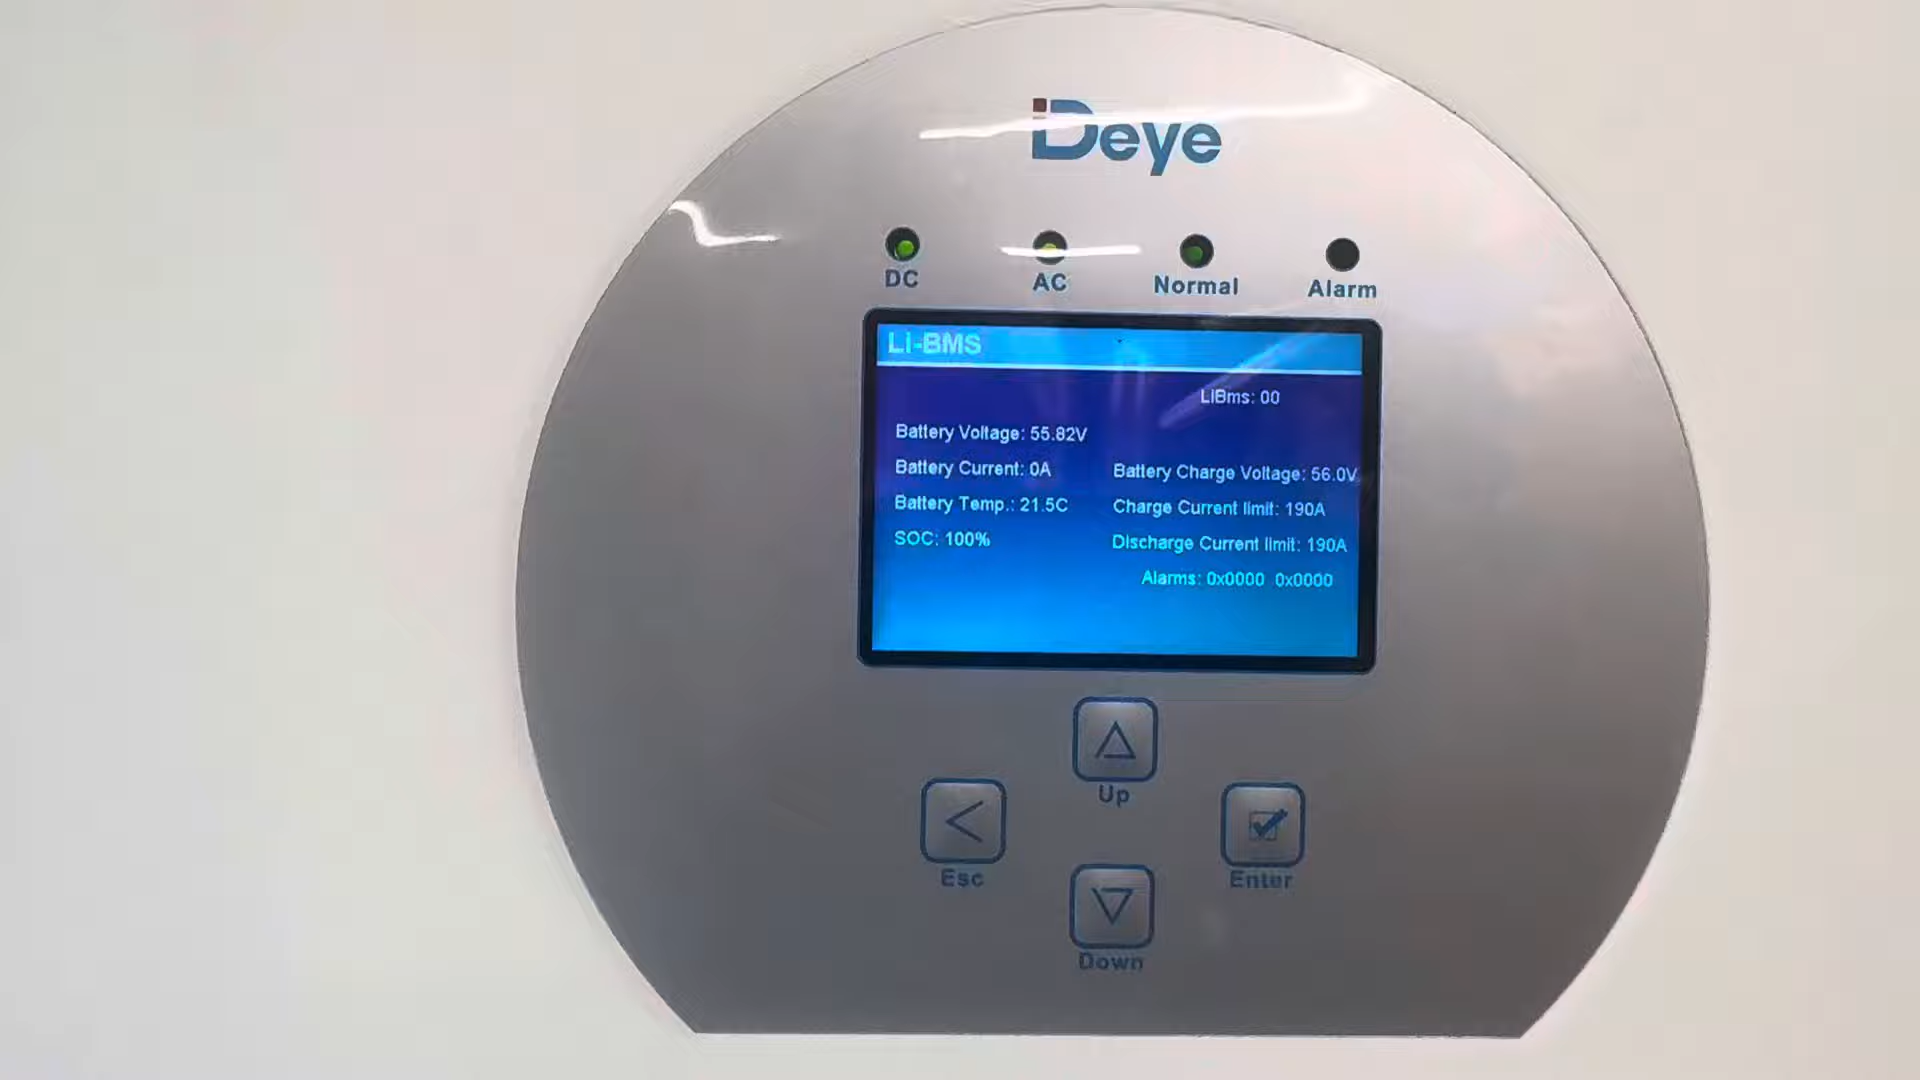 Deye
DC AC Normal Alarm
LI-BMS
LiBms: 00
Battery Voltage: 55.82V
Battery Current: 0A
Battery Charge Voltage: 56.0V
Battery Temp.: 21.5C
Charge Current limit: 190A
SOC: 100%
Discharge Current limit: 190A
Alarms: 0x0000 0x0000
Up
Esc
Enter
Down